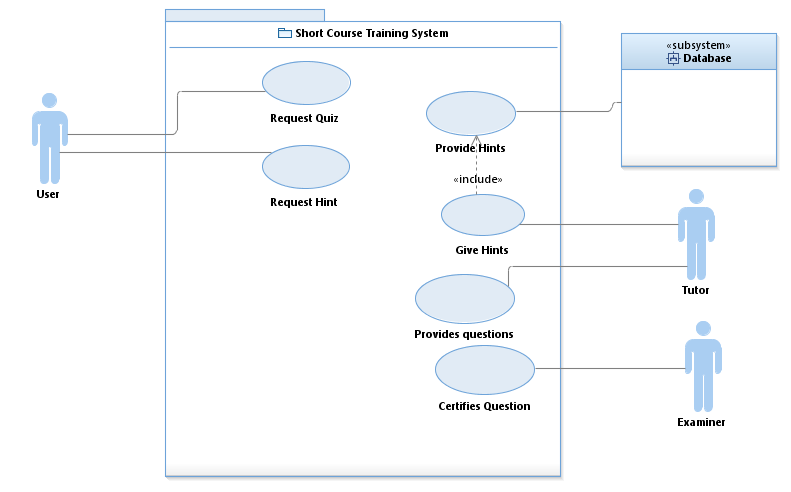 Short Course Training System
«subsystem»
Database
Request Quiz
Provide Hints
«include»
User
Request Hint
Give Hints
Tutor
Provides questions
Certifies Question
Examiner